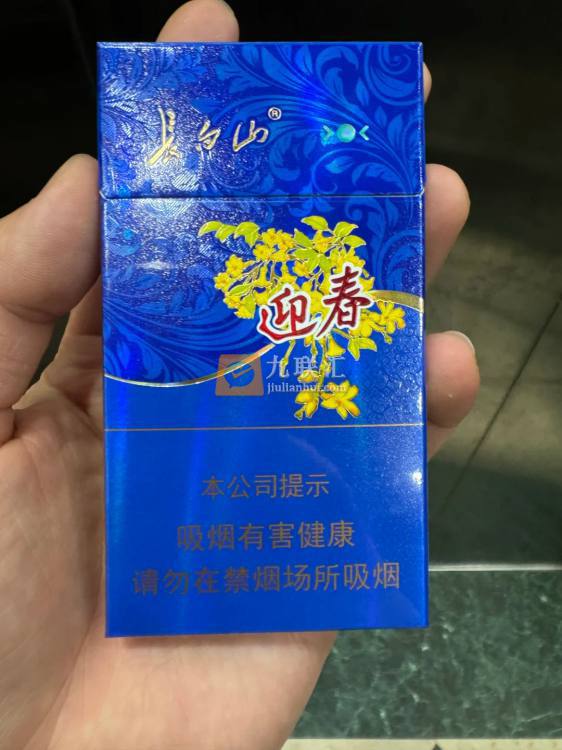 長白山®
迎春
九联汇
jiulianhui.com
本公司提示
吸烟有害健康
请勿在禁烟场所吸烟